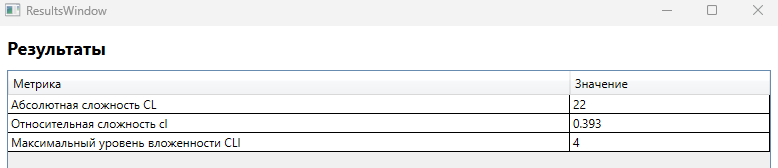 ResultsWindow
Результаты
Метрика Значение
Абсолютная сложность CL 22
Относительная сложность cl 0.393
Максимальный уровень вложенности CLI 4